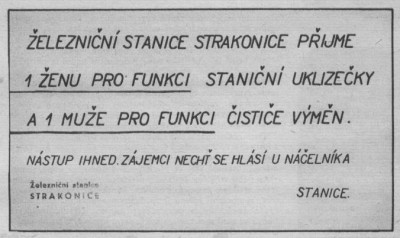 ŽELEZNIČNÍ STANICE STRAKONICE PŘIJME
1 ŽENU PRO FUNKCI STANIČNÍ UKLIZEČKY
A 1 MUŽE PRO FUNKCI ČISTIČE VÝMĚN.
NÁSTUP IHNED. ZÁJEMCI NECHŤ SE HLÁSÍ U NÁČELNÍKA
STANICE.
Železniční stanice
STRAKONICE